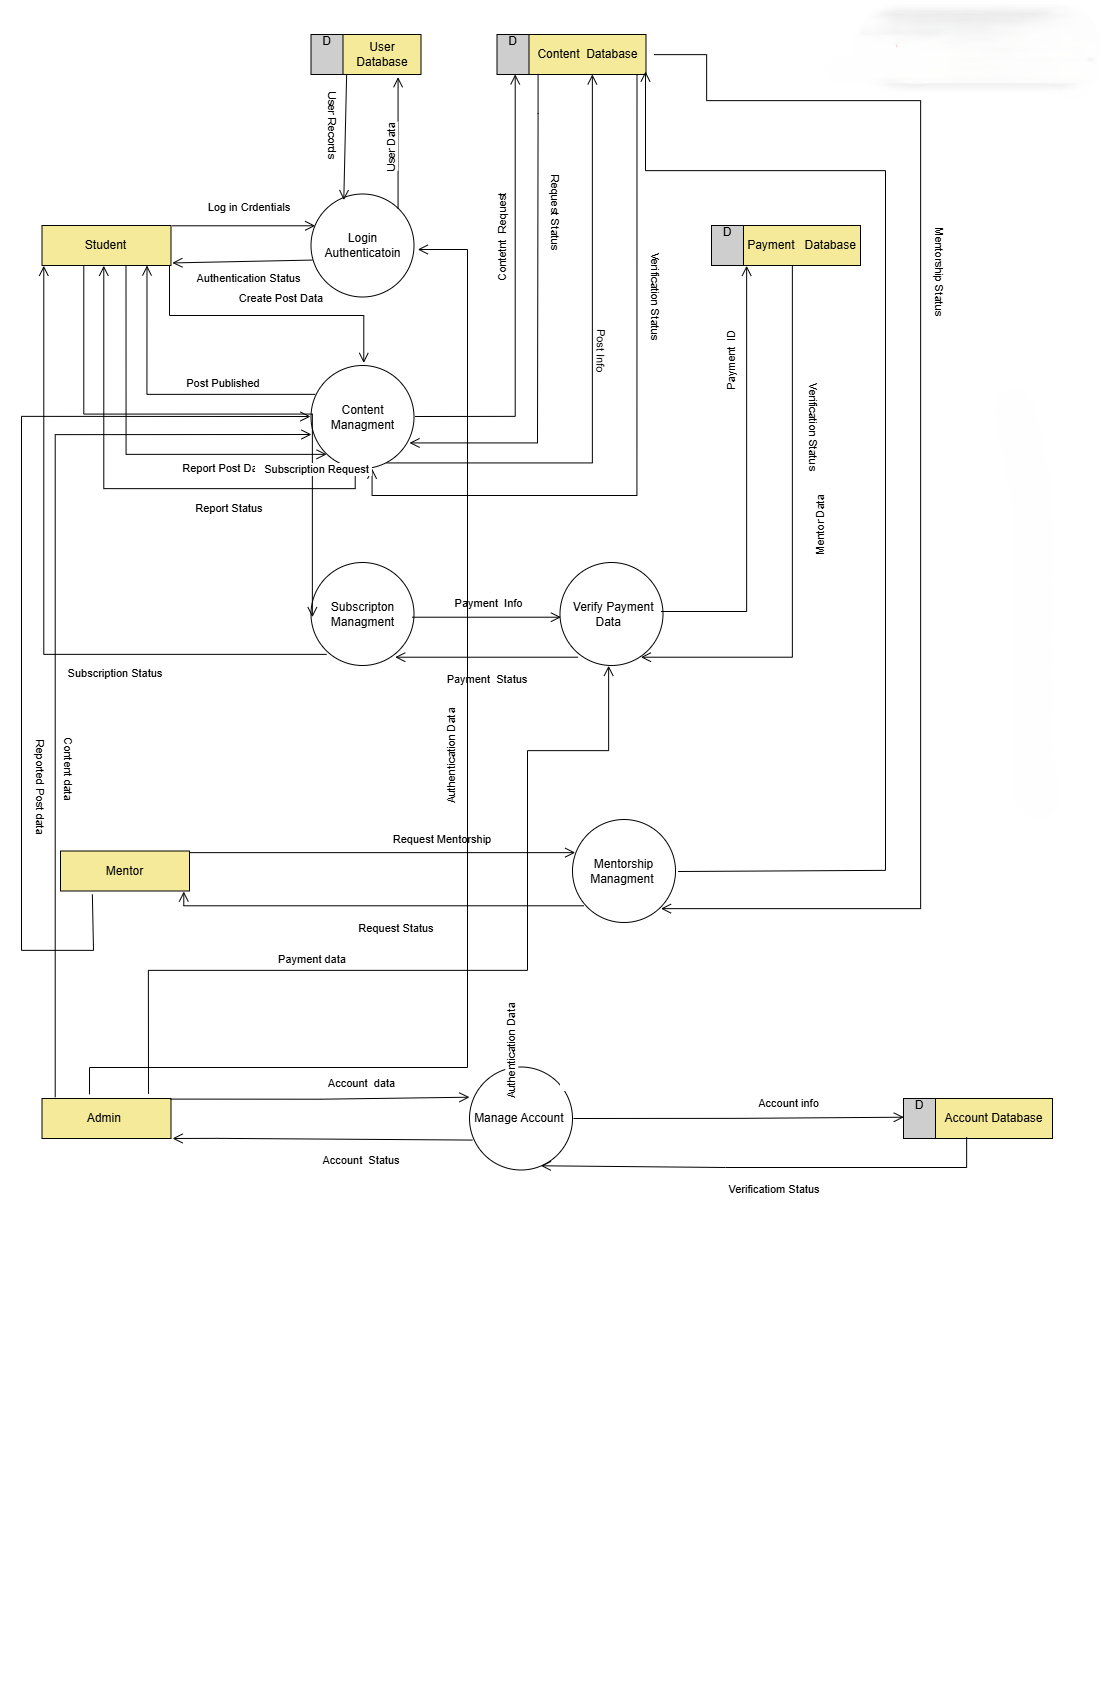 D
User
Database
D
Content Database
User Records
User Data
Contetnt Request
Request Status
Verification Status
Post Info
Mentorship Status
Log in Crdentials
Student
Login
Authenticatoin
D
Payment Database
Authentication Status
Create Post Data
Payment ID
Verification Status
Mentor Data
Post Published
Content
Managment
Report Post Da
Subscription Request
Report Status
Subscripton
Managment
Payment Info
Verify Payment
Data
Subscription Status
Payment Status
Reported Post data
Content data
Authentication Data
Request Mentorship
Mentor
Mentorship
Managment
Request Status
Payment data
Authentication Data
Account data
Admin
Manage Account
Account info
D
Account Database
Account Status
Verificatiom Status